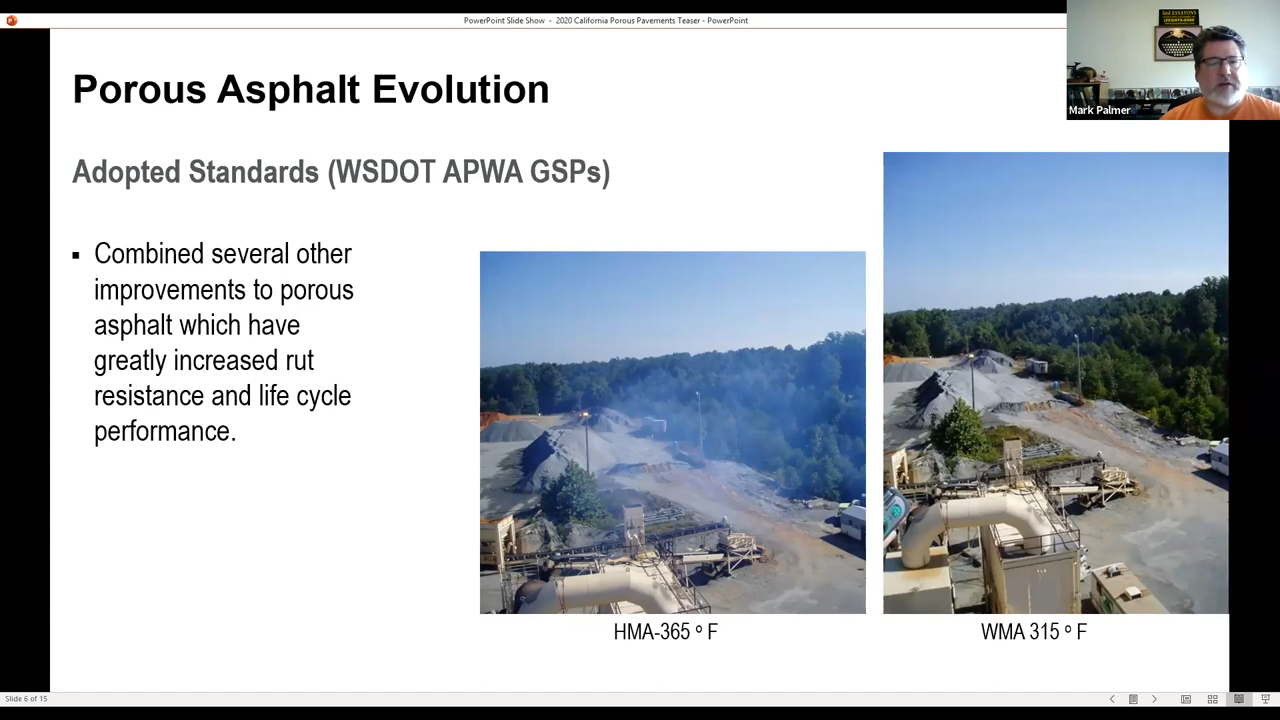 PowerPoint Slide Show - 2020 California Porous Pavements Teaser - PowerPoint
Mark Palmer
Porous Asphalt Evolution
Adopted Standards (WSDOT APWA GSPs)
▪ Combined several other
improvements to porous
asphalt which have
greatly increased rut
resistance and life cycle
performance.
HMA-365 º F
WMA 315 º F
Slide 6 of 15